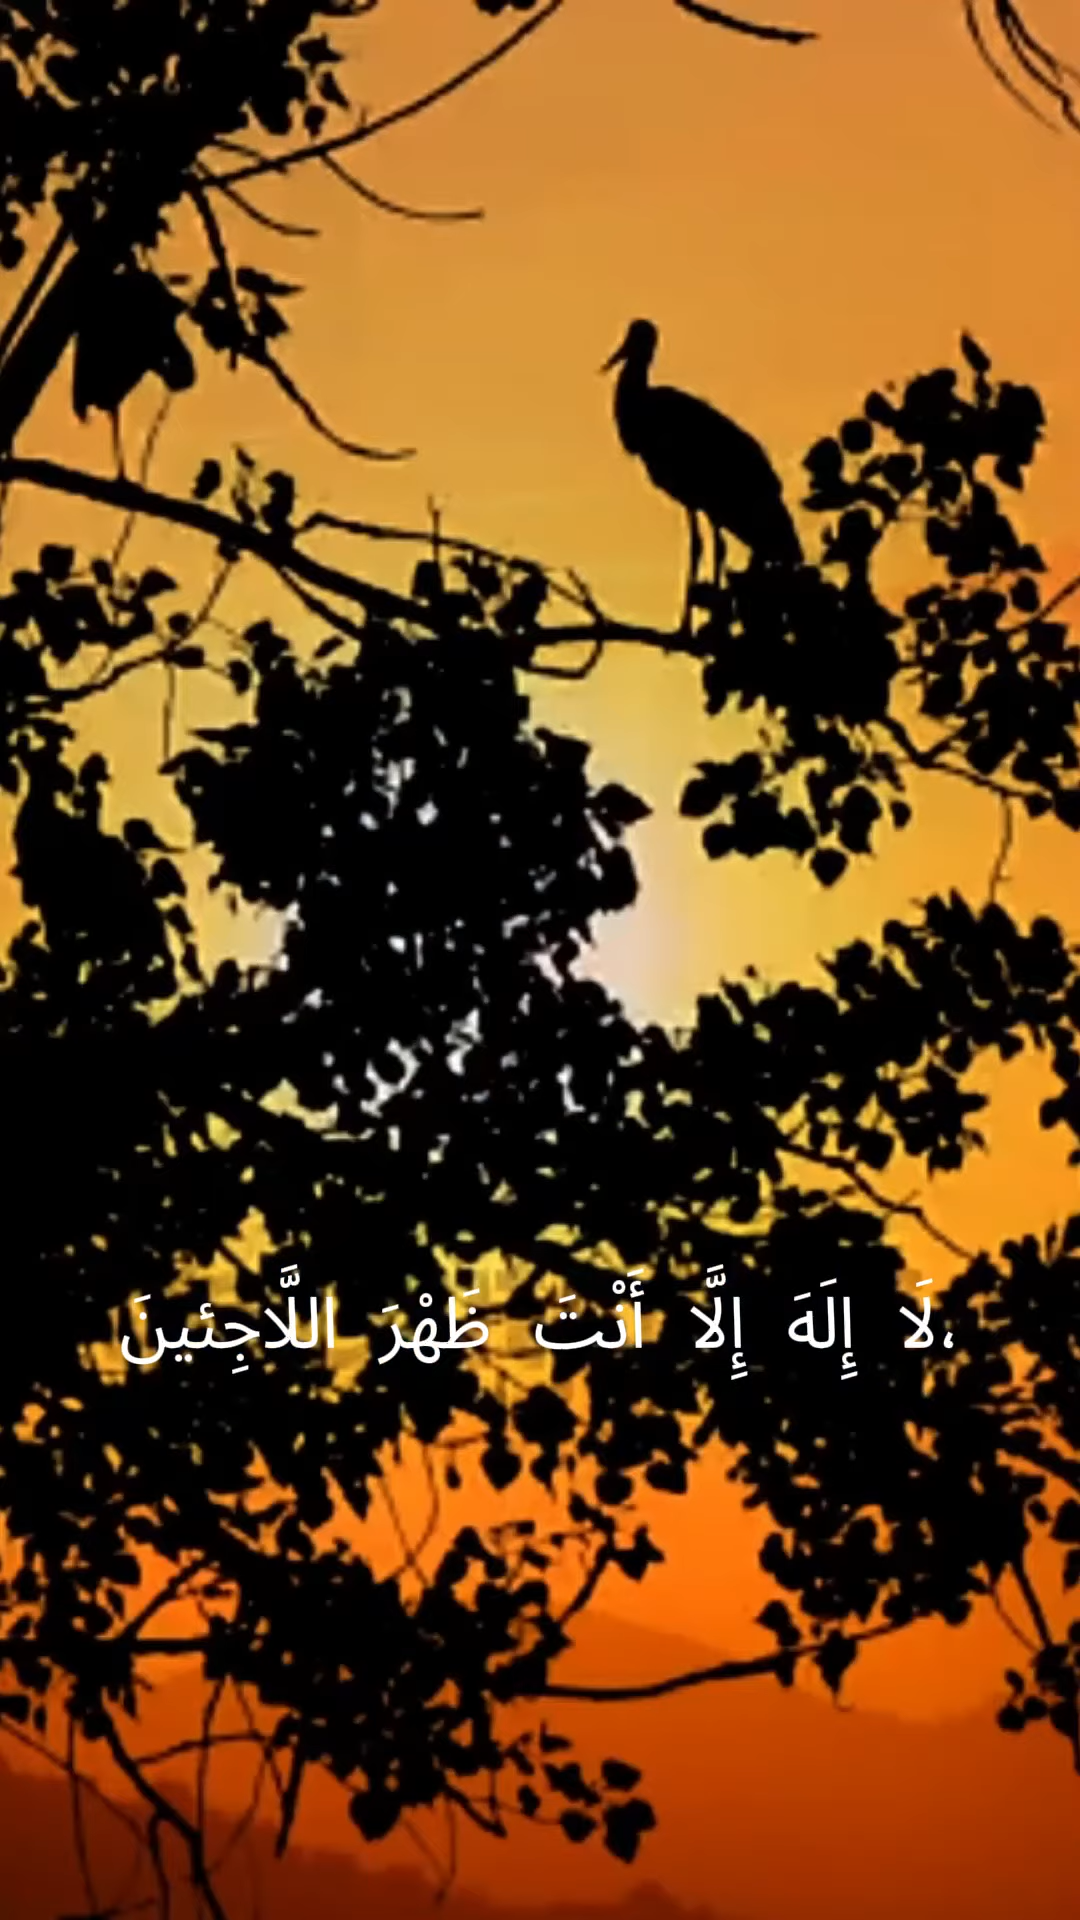 لَا إِلَهَ إِلَّا أَنْتَ ظَهْرَ اللَّاجِئينَ،